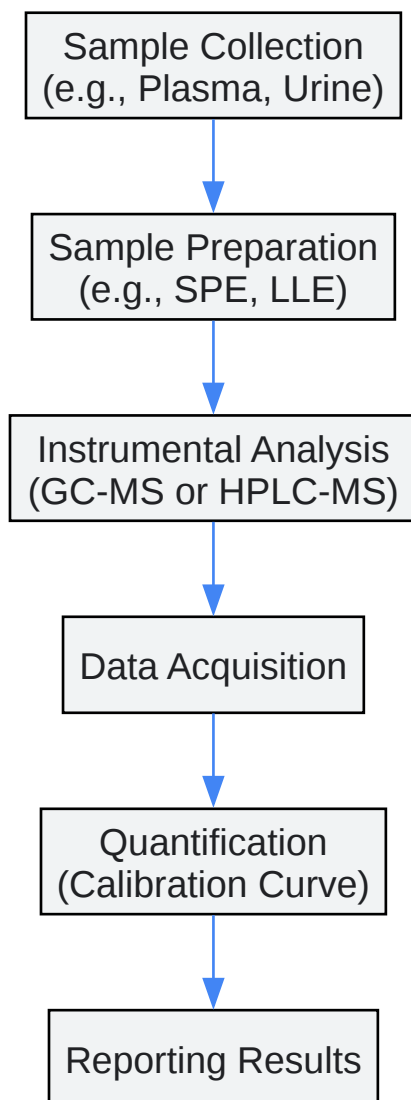 Sample Collection
(e.g., Plasma, Urine)
Sample Preparation
(e.g., SPE, LLE)
Instrumental Analysis
(GC-MS or HPLC-MS)
Data Acquisition
Quantification
(Calibration Curve)
Reporting Results